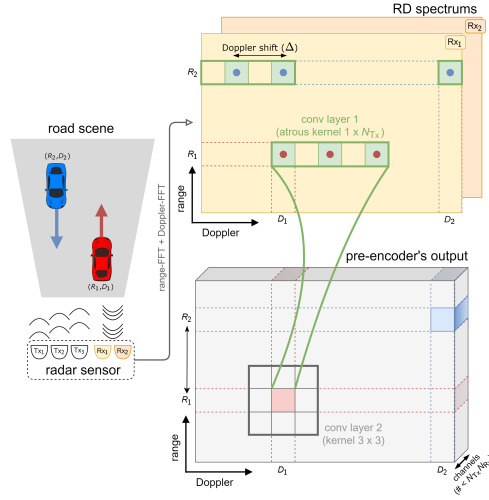 RD spectrums
Rx2
Rx1
Doppler shift (Δ)
R2
conv layer 1
(atrous kernel 1 x NTx)
R1
range
D1
D2
Doppler
road scene
(R2,D2)
(R1,D1)
range-FFT + Doppler-FFT
Tx1
Tx2
Tx3
Rx1
Rx2
radar sensor
pre-encoder's output
R2
R1
conv layer 2
(kernel 3 x 3)
range
D1
D2
Doppler
channels
(# < NTx NR